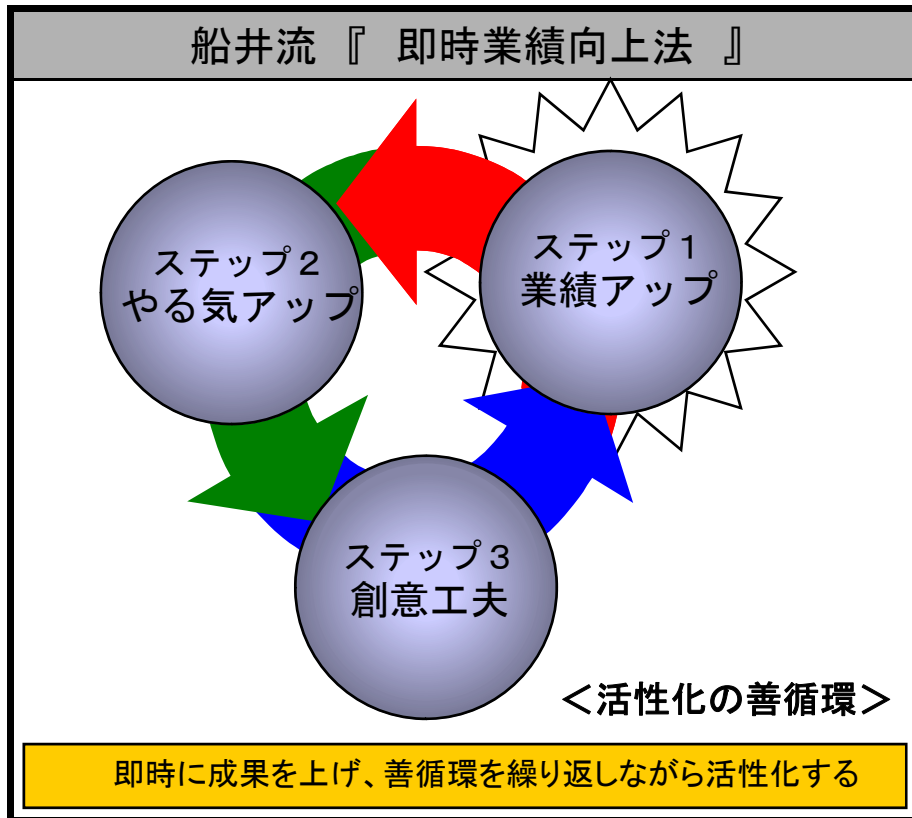 船井流『 即時業績向上法 』
ステップ１
業績アップ
ステップ２
やる気アップ
ステップ３
創意工夫
＜活性化の善循環＞
即時に成果を上げ、善循環を繰り返しながら活性化する